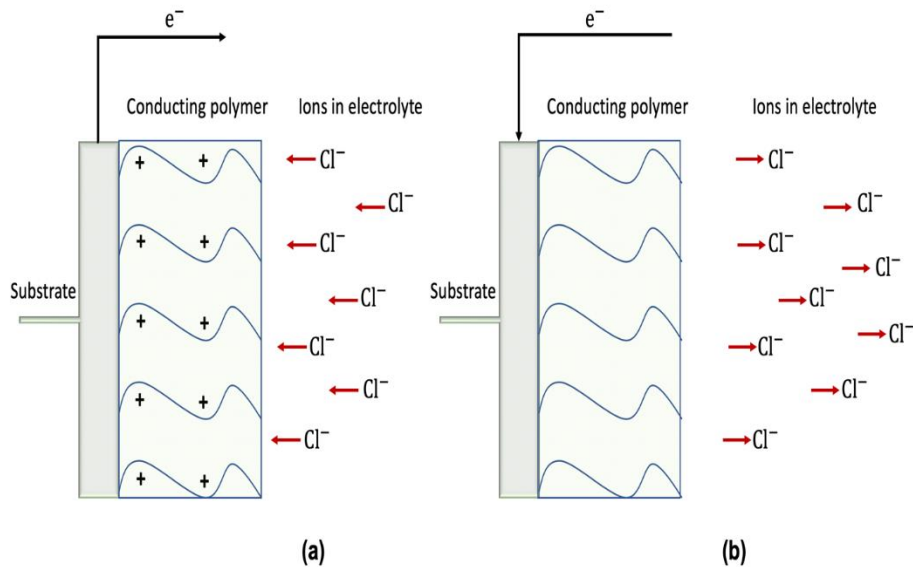 e⁻
Conducting polymer
Ions in electrolyte
Substrate
+ +
+ +
+ +
+ +
+ +
Cl⁻
Cl⁻
Cl⁻
Cl⁻
Cl⁻
Cl⁻
Cl⁻
(a)
e⁻
Conducting polymer
Ions in electrolyte
Substrate
Cl⁻
Cl⁻
Cl⁻
Cl⁻
Cl⁻
Cl⁻
Cl⁻
Cl⁻
Cl⁻
(b)